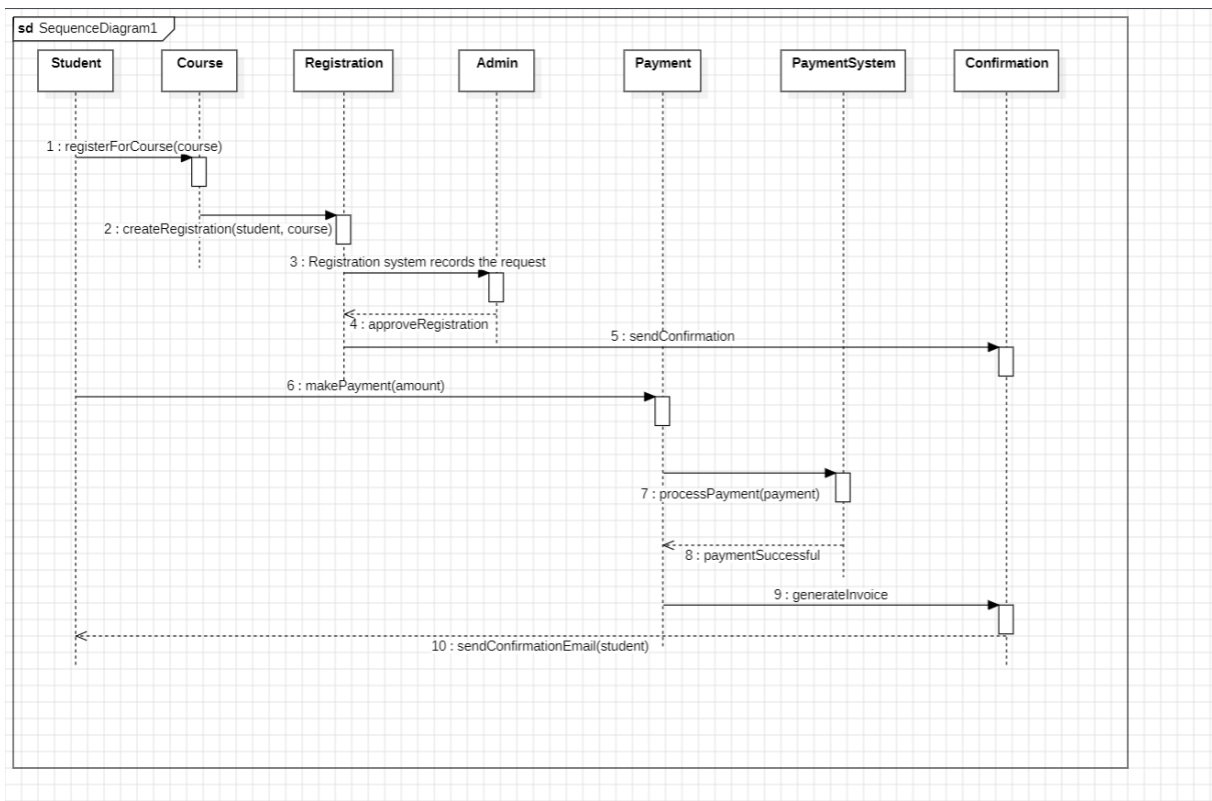 sd SequenceDiagram1
Student
Course
Registration
Admin
Payment
PaymentSystem
Confirmation
1 : registerForCourse(course)
2 : createRegistration(student, course)
3 : Registration system records the request
4 : approveRegistration
5 : sendConfirmation
6 : makePayment(amount)
7 : processPayment(payment)
8 : paymentSuccessful
9 : generateInvoice
10 : sendConfirmationEmail(student)